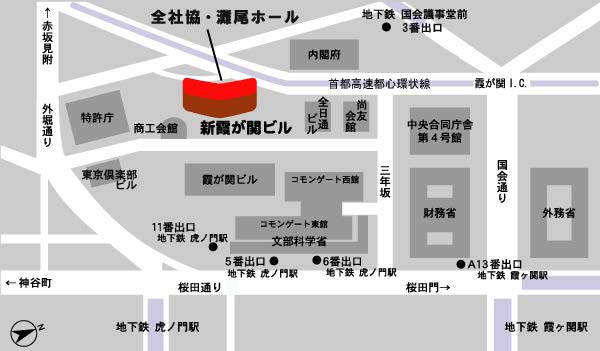 全社協・灘尾ホール
地下鉄 国会議事堂前
3番出口
↑
赤坂見附
内閣府
首都高速都心環状線
霞が関 I.C.
特許庁
外堀通り
商工会館
新霞が関ビル
全日通
ビル
尚友
会館
中央合同庁舎
第4号館
東京倶楽部
ビル
霞が関ビル
コモンゲート西館
三年坂
国会通り
コモンゲート東館
文部科学省
財務省
外務省
11番出口
地下鉄 虎ノ門駅
5番出口
地下鉄 虎ノ門駅
6番出口
地下鉄 虎ノ門駅
A13番出口
地下鉄 霞ヶ関駅
←神谷町
桜田通り
桜田門→
地下鉄 虎ノ門駅
地下鉄 霞ヶ関駅
N